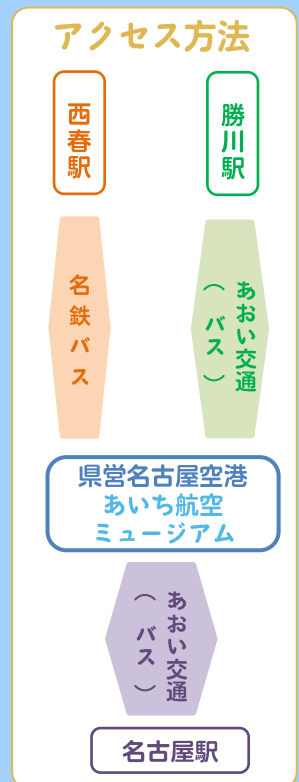 アクセス方法
西春駅
勝川駅
名鉄バス
あおい交通
（バス）
県営名古屋空港
あいち航空
ミュージアム
あおい交通
（バス）
名古屋駅